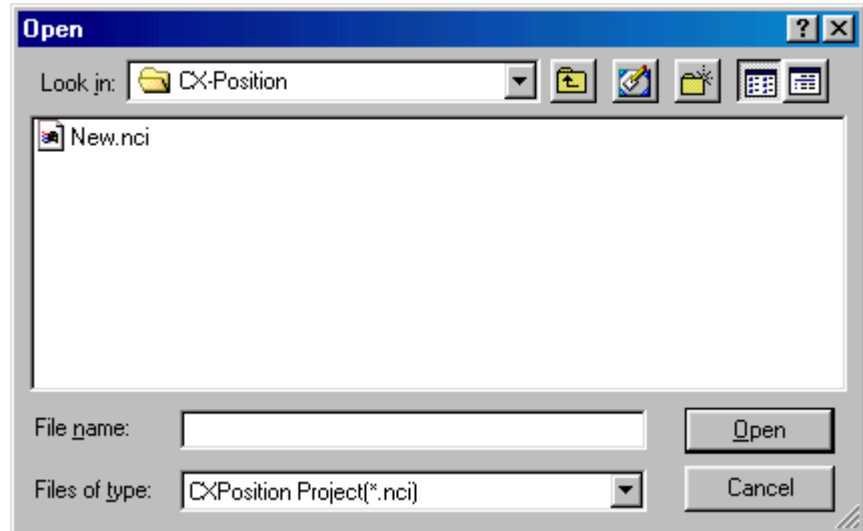 Open
Look in: CX-Position
New.nci
File name: Open
Files of type: CXPosition Project(*.nci) Cancel